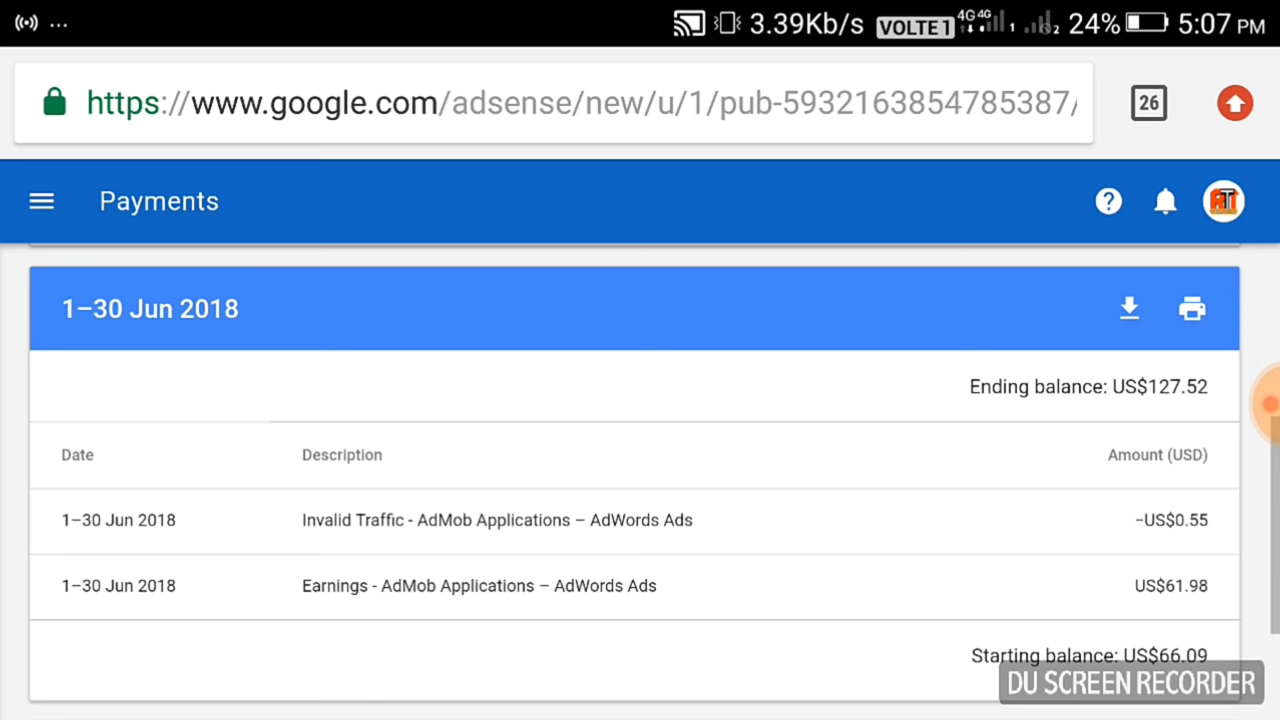 3.39Kb/s VOLTE 1 4G 4G 1 2 24% 5:07 PM
https://www.google.com/adsense/new/u/1/pub-5932163854785387/ 26
Payments
1–30 Jun 2018
Ending balance: US$127.52
Date Description Amount (USD)
1–30 Jun 2018 Invalid Traffic - AdMob Applications – AdWords Ads −US$0.55
1–30 Jun 2018 Earnings - AdMob Applications – AdWords Ads US$61.98
Starting balance: US$66.09
DU SCREEN RECORDER